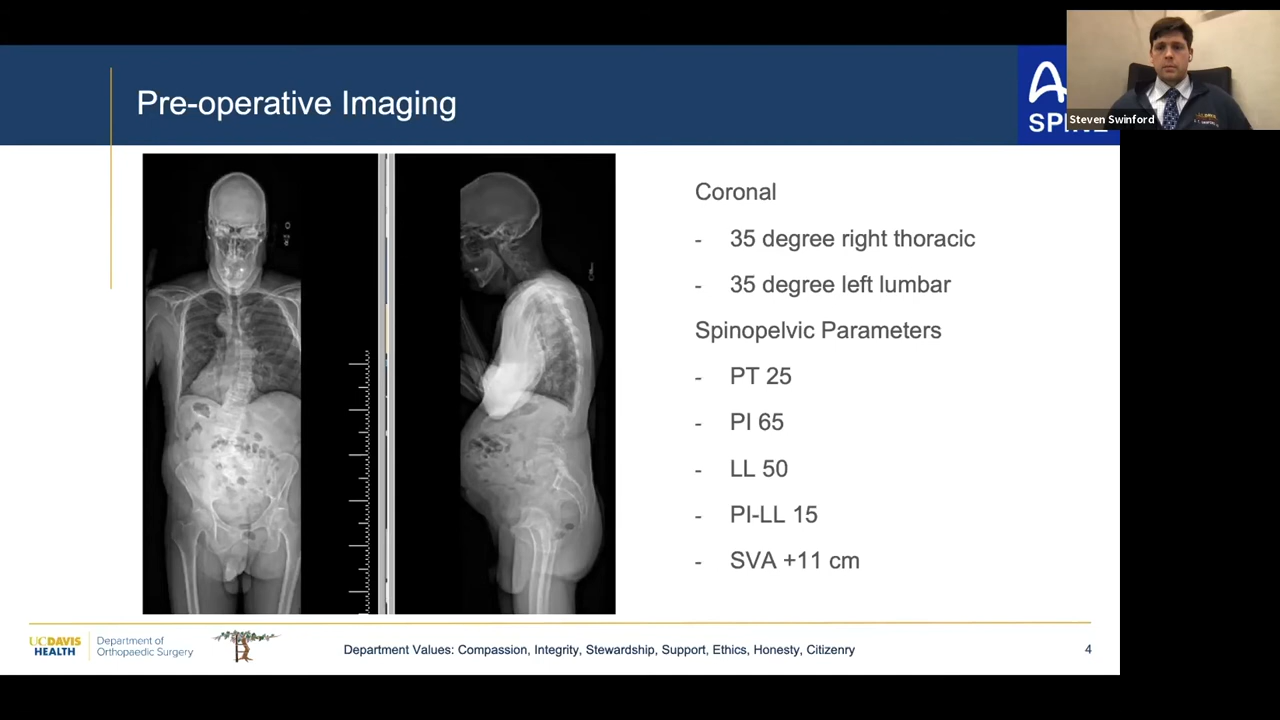 Pre-operative Imaging
Steven Swinford
Coronal
- 35 degree right thoracic
- 35 degree left lumbar
Spinopelvic Parameters
- PT 25
- PI 65
- LL 50
- PI-LL 15
- SVA +11 cm
UCDAVIS
HEALTH
Department of
Orthopaedic Surgery
Department Values: Compassion, Integrity, Stewardship, Support, Ethics, Honesty, Citizenry
4